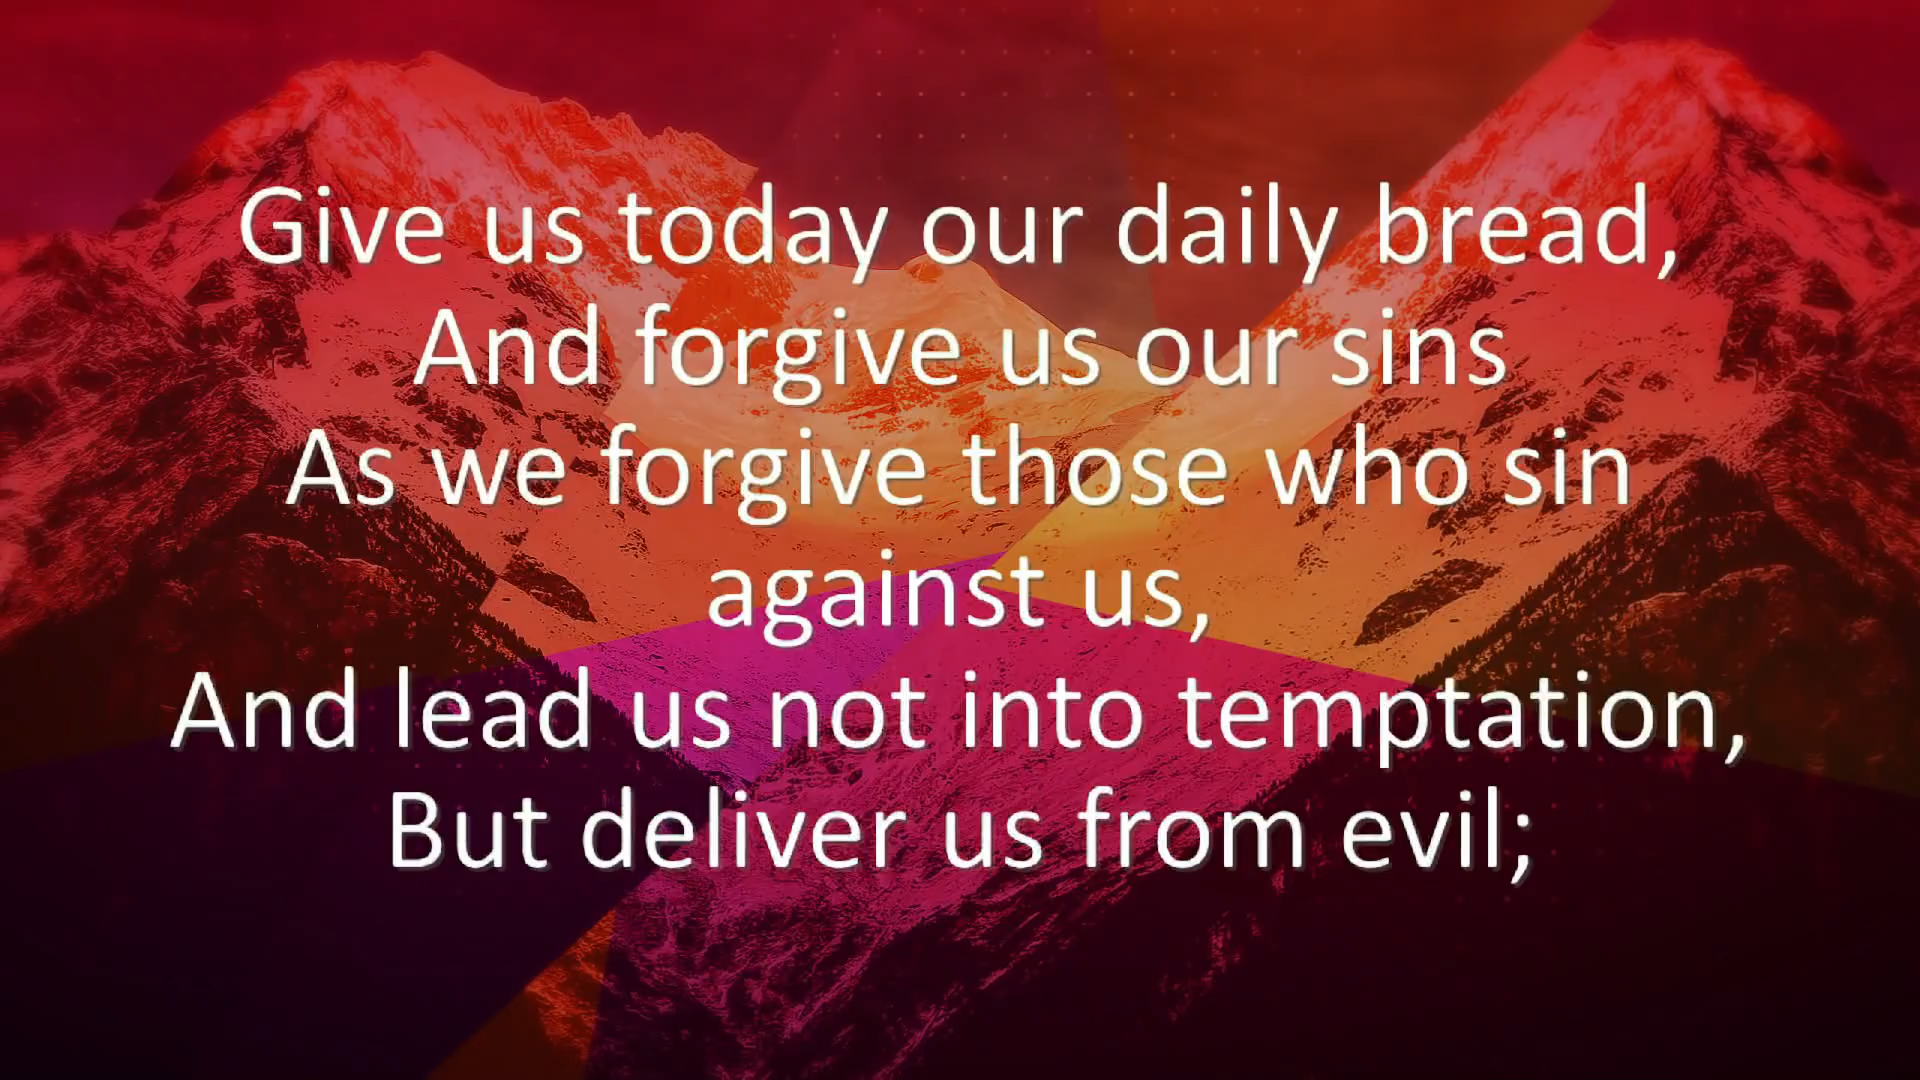 Give us today our daily bread,
And forgive us our sins
As we forgive those who sin
against us,
And lead us not into temptation,
But deliver us from evil;